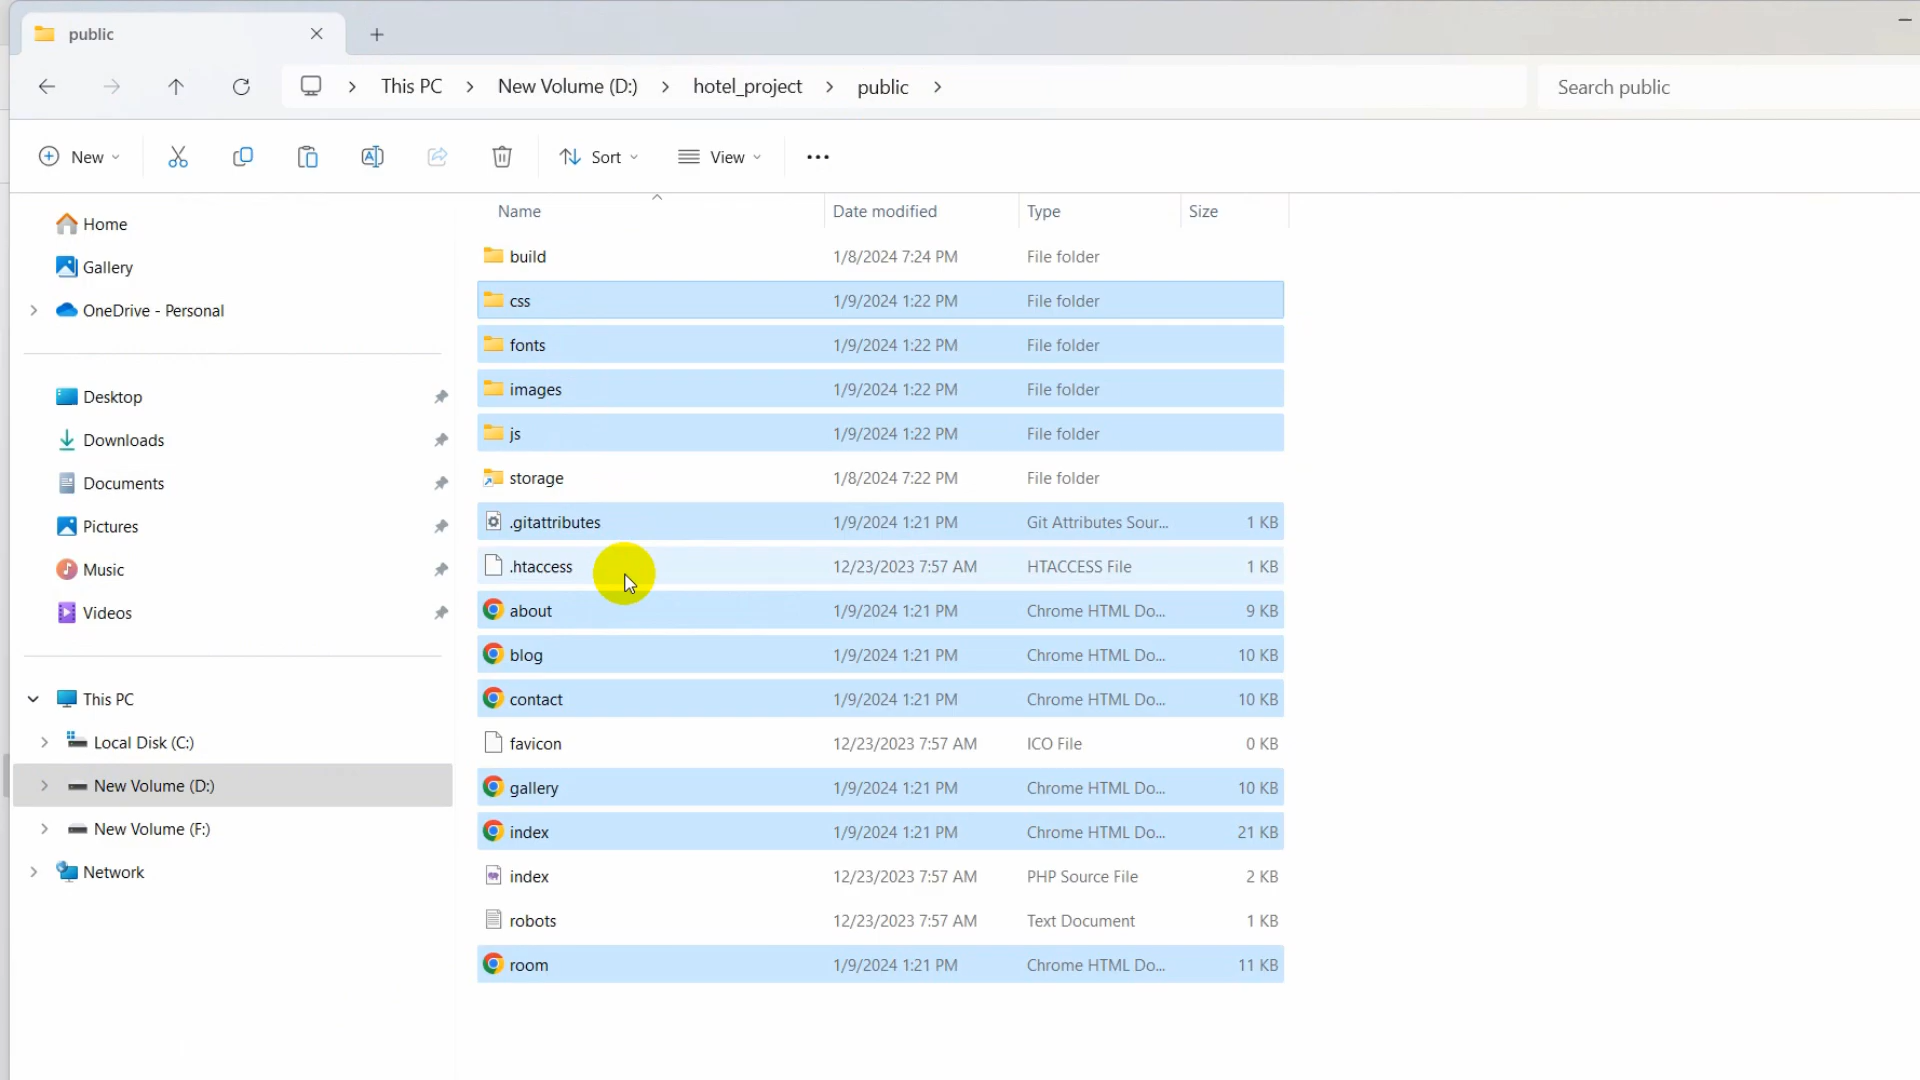 public
This PC
New Volume (D:)
hotel_project
public
Search public
New
Sort
View
Home
Gallery
OneDrive - Personal
Desktop
Downloads
Documents
Pictures
Music
Videos
This PC
Local Disk (C:)
New Volume (D:)
New Volume (F:)
Network
Name Date modified Type Size
build 1/8/2024 7:24 PM File folder
css 1/9/2024 1:22 PM File folder
fonts 1/9/2024 1:22 PM File folder
images 1/9/2024 1:22 PM File folder
js 1/9/2024 1:22 PM File folder
storage 1/8/2024 7:22 PM File folder
.gitattributes 1/9/2024 1:21 PM Git Attributes Sour... 1 KB
.htaccess 12/23/2023 7:57 AM HTACCESS File 1 KB
about 1/9/2024 1:21 PM Chrome HTML Do... 9 KB
blog 1/9/2024 1:21 PM Chrome HTML Do... 10 KB
contact 1/9/2024 1:21 PM Chrome HTML Do... 10 KB
favicon 12/23/2023 7:57 AM ICO File 0 KB
gallery 1/9/2024 1:21 PM Chrome HTML Do... 10 KB
index 1/9/2024 1:21 PM Chrome HTML Do... 21 KB
index 12/23/2023 7:57 AM PHP Source File 2 KB
robots 12/23/2023 7:57 AM Text Document 1 KB
room 1/9/2024 1:21 PM Chrome HTML Do... 11 KB